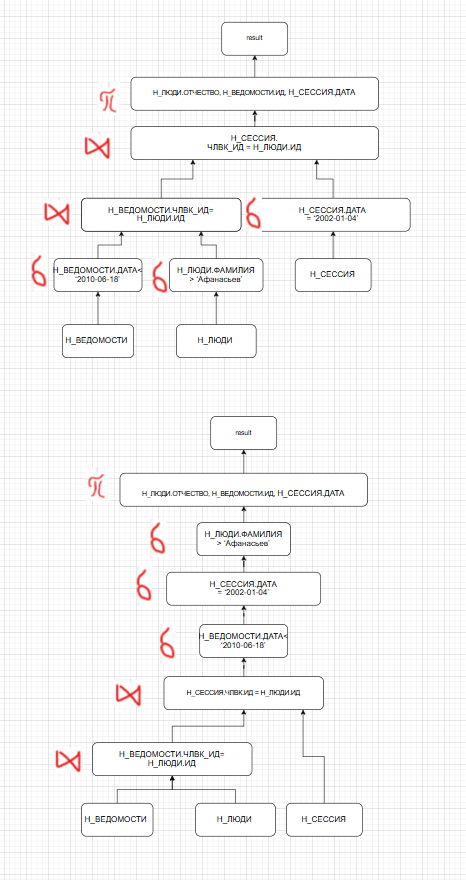 result
π
Н_ЛЮДИ.ОТЧЕСТВО, Н_ВЕДОМОСТИ.ИД, Н_СЕССИЯ.ДАТА
⋈
Н_СЕССИЯ.
ЧЛВК_ИД = Н_ЛЮДИ.ИД
⋈
Н_ВЕДОМОСТИ.ЧЛВК_ИД=
Н_ЛЮДИ.ИД
σ
Н_СЕССИЯ.ДАТА
= '2002-01-04'
σ
Н_ВЕДОМОСТИ.ДАТА<
'2010-06-18'
σ
Н_ЛЮДИ.ФАМИЛИЯ
> 'Афанасьев'
Н_СЕССИЯ
Н_ВЕДОМОСТИ
Н_ЛЮДИ
result
π
Н_ЛЮДИ.ОТЧЕСТВО, Н_ВЕДОМОСТИ.ИД, Н_СЕССИЯ.ДАТА
σ
Н_ЛЮДИ.ФАМИЛИЯ
> 'Афанасьев'
σ
Н_СЕССИЯ.ДАТА
= '2002-01-04'
σ
Н_ВЕДОМОСТИ.ДАТА<
'2010-06-18'
⋈
Н_СЕССИЯ.ЧЛВК.ИД = Н_ЛЮДИ.ИД
⋈
Н_ВЕДОМОСТИ.ЧЛВК_ИД=
Н_ЛЮДИ.ИД
Н_ВЕДОМОСТИ
Н_ЛЮДИ
Н_СЕССИЯ